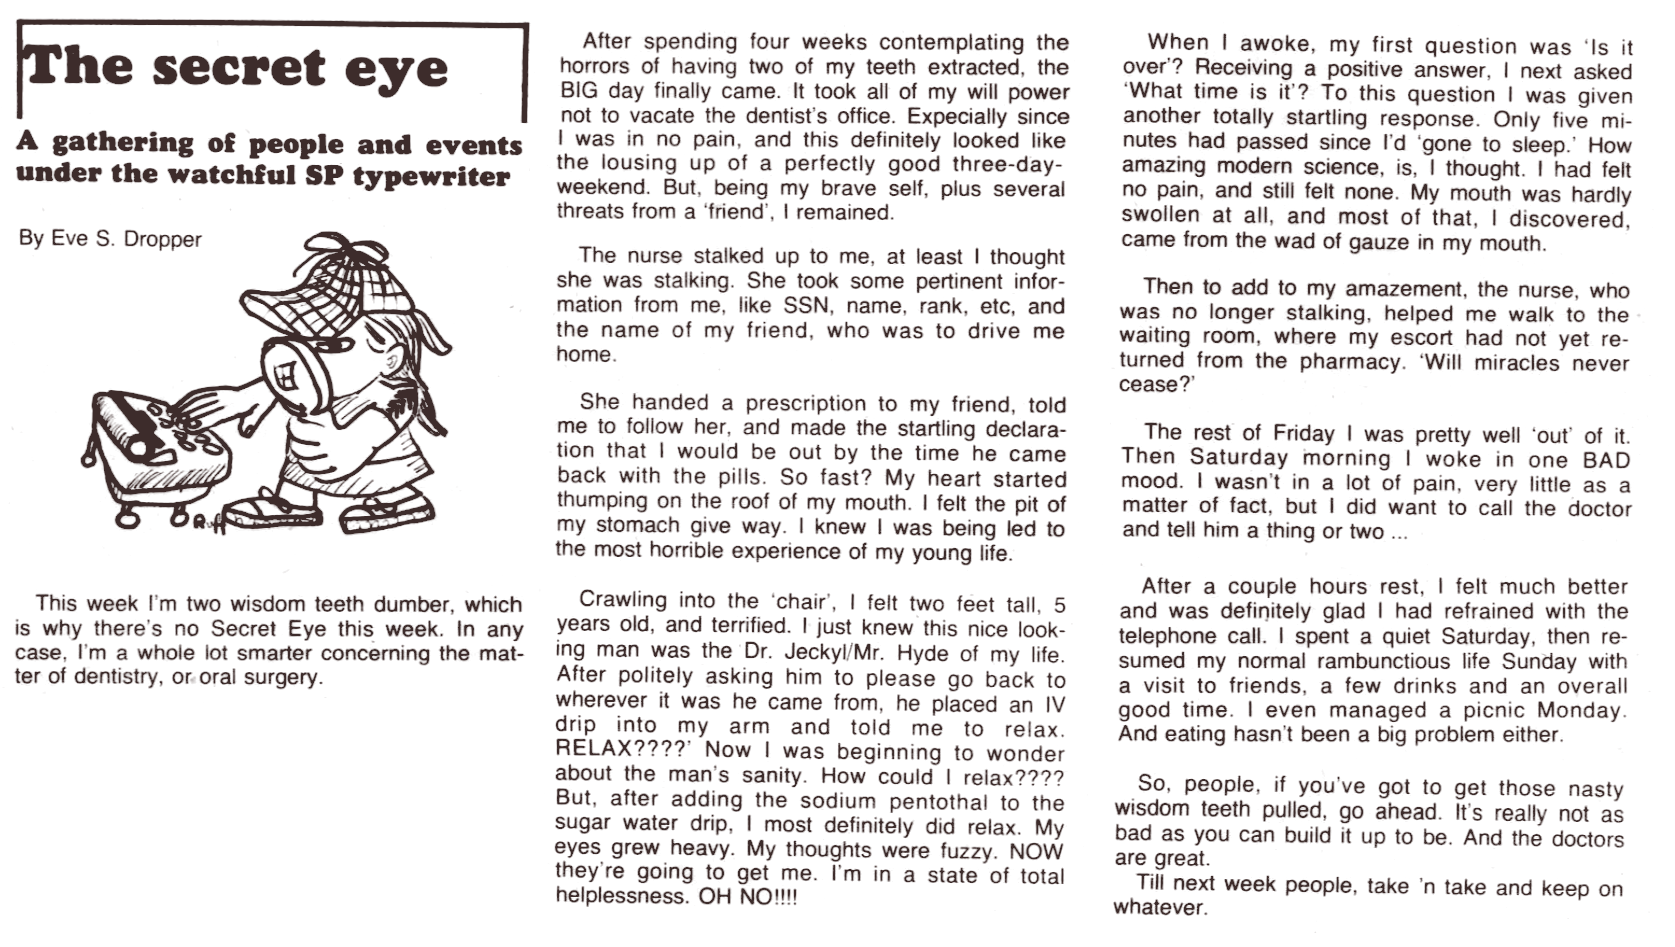 The secret eye
A gathering of people and events
under the watchful SP typewriter
By Eve S. Dropper
Ruff
This week I'm two wisdom teeth dumber, which
is why there's no Secret Eye this week. In any
case, I'm a whole lot smarter concerning the mat-
ter of dentistry, or oral surgery.
After spending four weeks contemplating the
horrors of having two of my teeth extracted, the
BIG day finally came. It took all of my will power
not to vacate the dentist's office. Expecially since
I was in no pain, and this definitely looked like
the lousing up of a perfectly good three-day-
weekend. But, being my brave self, plus several
threats from a 'friend', I remained.
The nurse stalked up to me, at least I thought
she was stalking. She took some pertinent infor-
mation from me, like SSN, name, rank, etc, and
the name of my friend, who was to drive me
home.
She handed a prescription to my friend, told
me to follow her, and made the startling declara-
tion that I would be out by the time he came
back with the pills. So fast? My heart started
thumping on the roof of my mouth. I felt the pit of
my stomach give way. I knew I was being led to
the most horrible experience of my young life.
Crawling into the 'chair', I felt two feet tall, 5
years old, and terrified. I just knew this nice look-
ing man was the Dr. Jeckyl/Mr. Hyde of my life.
After politely asking him to please go back to
wherever it was he came from, he placed an IV
drip into my arm and told me to relax.
RELAX????' Now I was beginning to wonder
about the man's sanity. How could I relax????
But, after adding the sodium pentothal to the
sugar water drip, I most definitely did relax. My
eyes grew heavy. My thoughts were fuzzy. NOW
they're going to get me. I'm in a state of total
helplessness. OH NO!!!!
When I awoke, my first question was 'Is it
over'? Receiving a positive answer, I next asked
'What time is it'? To this question I was given
another totally startling response. Only five mi-
nutes had passed since I'd 'gone to sleep.' How
amazing modern science, is, I thought. I had felt
no pain, and still felt none. My mouth was hardly
swollen at all, and most of that, I discovered,
came from the wad of gauze in my mouth.
Then to add to my amazement, the nurse, who
was no longer stalking, helped me walk to the
waiting room, where my escort had not yet re-
turned from the pharmacy. 'Will miracles never
cease?'
The rest of Friday I was pretty well 'out' of it.
Then Saturday morning I woke in one BAD
mood. I wasn't in a lot of pain, very little as a
matter of fact, but I did want to call the doctor
and tell him a thing or two ...
After a couple hours rest, I felt much better
and was definitely glad I had refrained with the
telephone call. I spent a quiet Saturday, then re-
sumed my normal rambunctious life Sunday with
a visit to friends, a few drinks and an overall
good time. I even managed a picnic Monday.
And eating hasn't been a big problem either.
So, people, if you've got to get those nasty
wisdom teeth pulled, go ahead. It's really not as
bad as you can build it up to be. And the doctors
are great.
Till next week people, take 'n take and keep on
whatever.